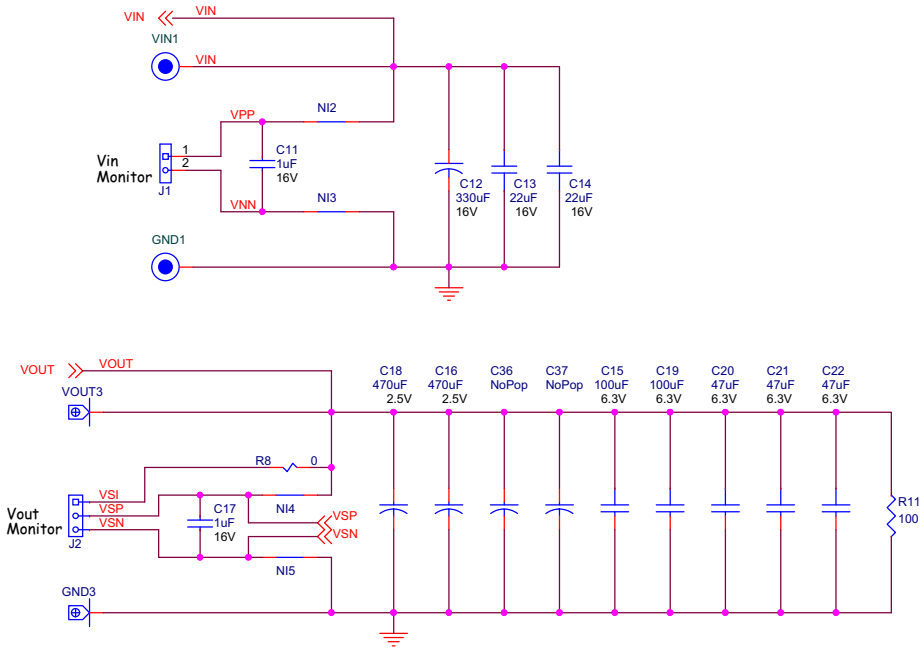 VIN VIN
VIN1
VIN
NI2
VPP
C11
1uF
16V
1
2
Vin
Monitor
J1
C12
330uF
16V
C13
22uF
16V
C14
22uF
16V
VNN NI3
GND1
VOUT VOUT
VOUT3
C18
470uF
2.5V
C16
470uF
2.5V
C36
NoPop
C37
NoPop
C15
100uF
6.3V
C19
100uF
6.3V
C20
47uF
6.3V
C21
47uF
6.3V
C22
47uF
6.3V
R8 0
VSI
VSP
VSN
Vout
Monitor
J2
C17
1uF
16V
NI4
VSP
VSN
NI5
R11
100
GND3